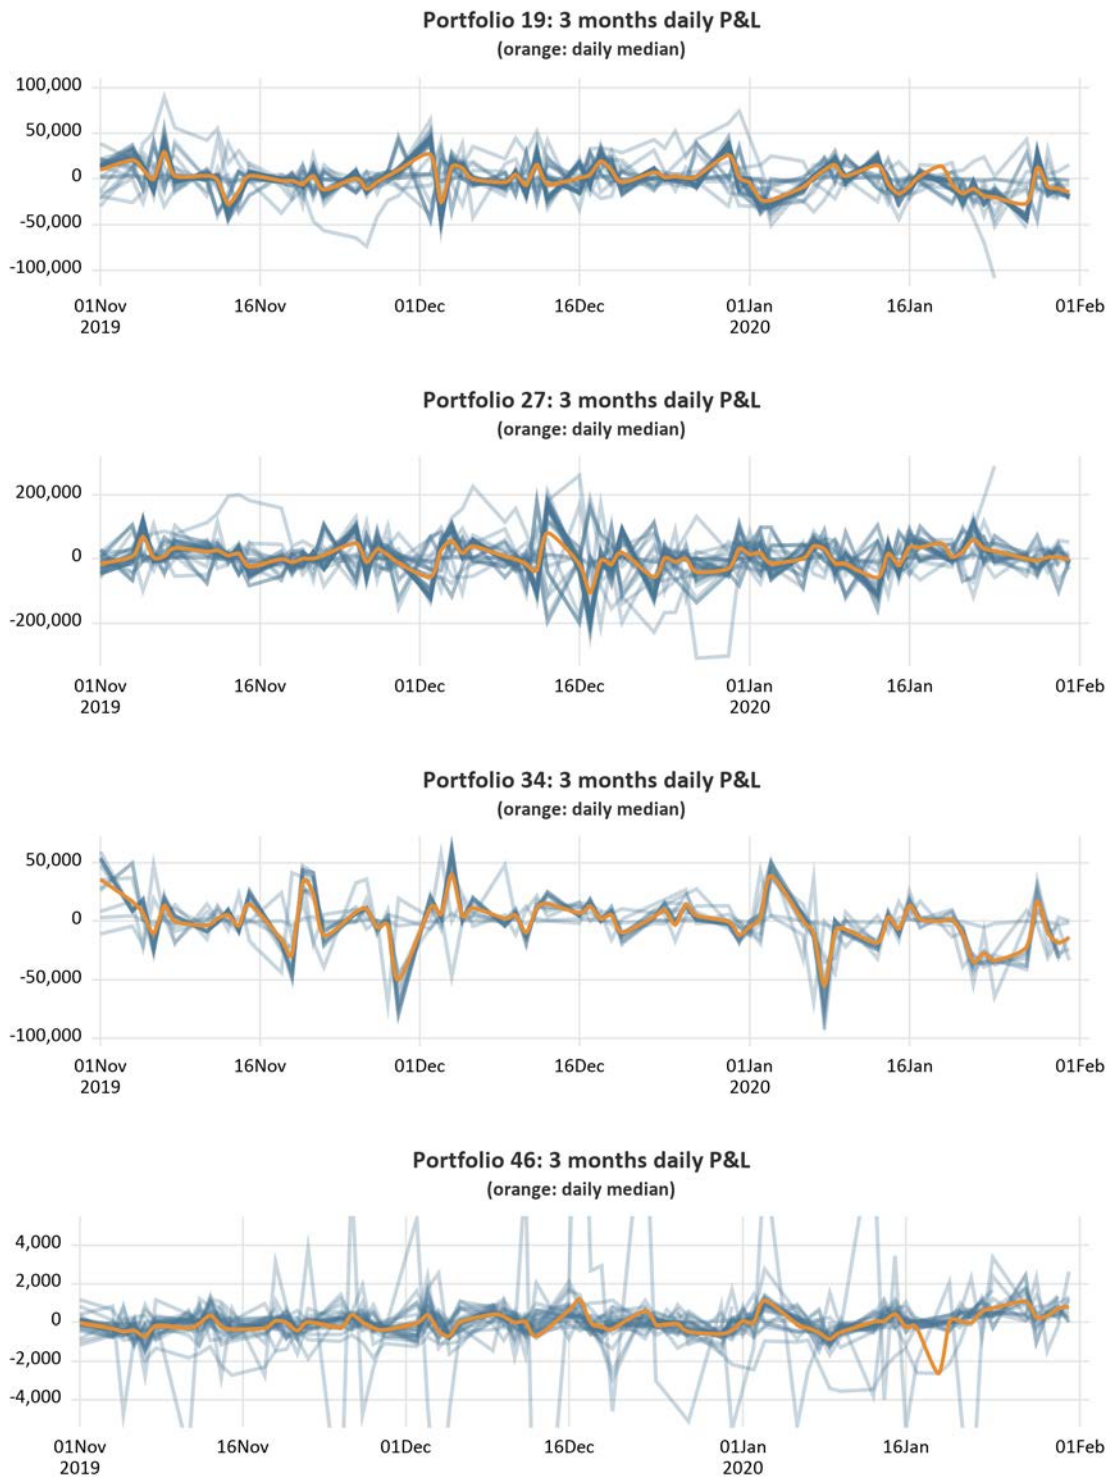 Portfolio 19: 3 months daily P&L
(orange: daily median)
100,000
50,000
0
-50,000
-100,000
01Nov 16Nov 01Dec 16Dec 01Jan 16Jan 01Feb
2019 2020
Portfolio 27: 3 months daily P&L
(orange: daily median)
200,000
0
-200,000
01Nov 16Nov 01Dec 16Dec 01Jan 16Jan 01Feb
2019 2020
Portfolio 34: 3 months daily P&L
(orange: daily median)
50,000
0
-50,000
-100,000
01Nov 16Nov 01Dec 16Dec 01Jan 16Jan 01Feb
2019 2020
Portfolio 46: 3 months daily P&L
(orange: daily median)
4,000
2,000
0
-2,000
-4,000
01Nov 16Nov 01Dec 16Dec 01Jan 16Jan 01Feb
2019 2020